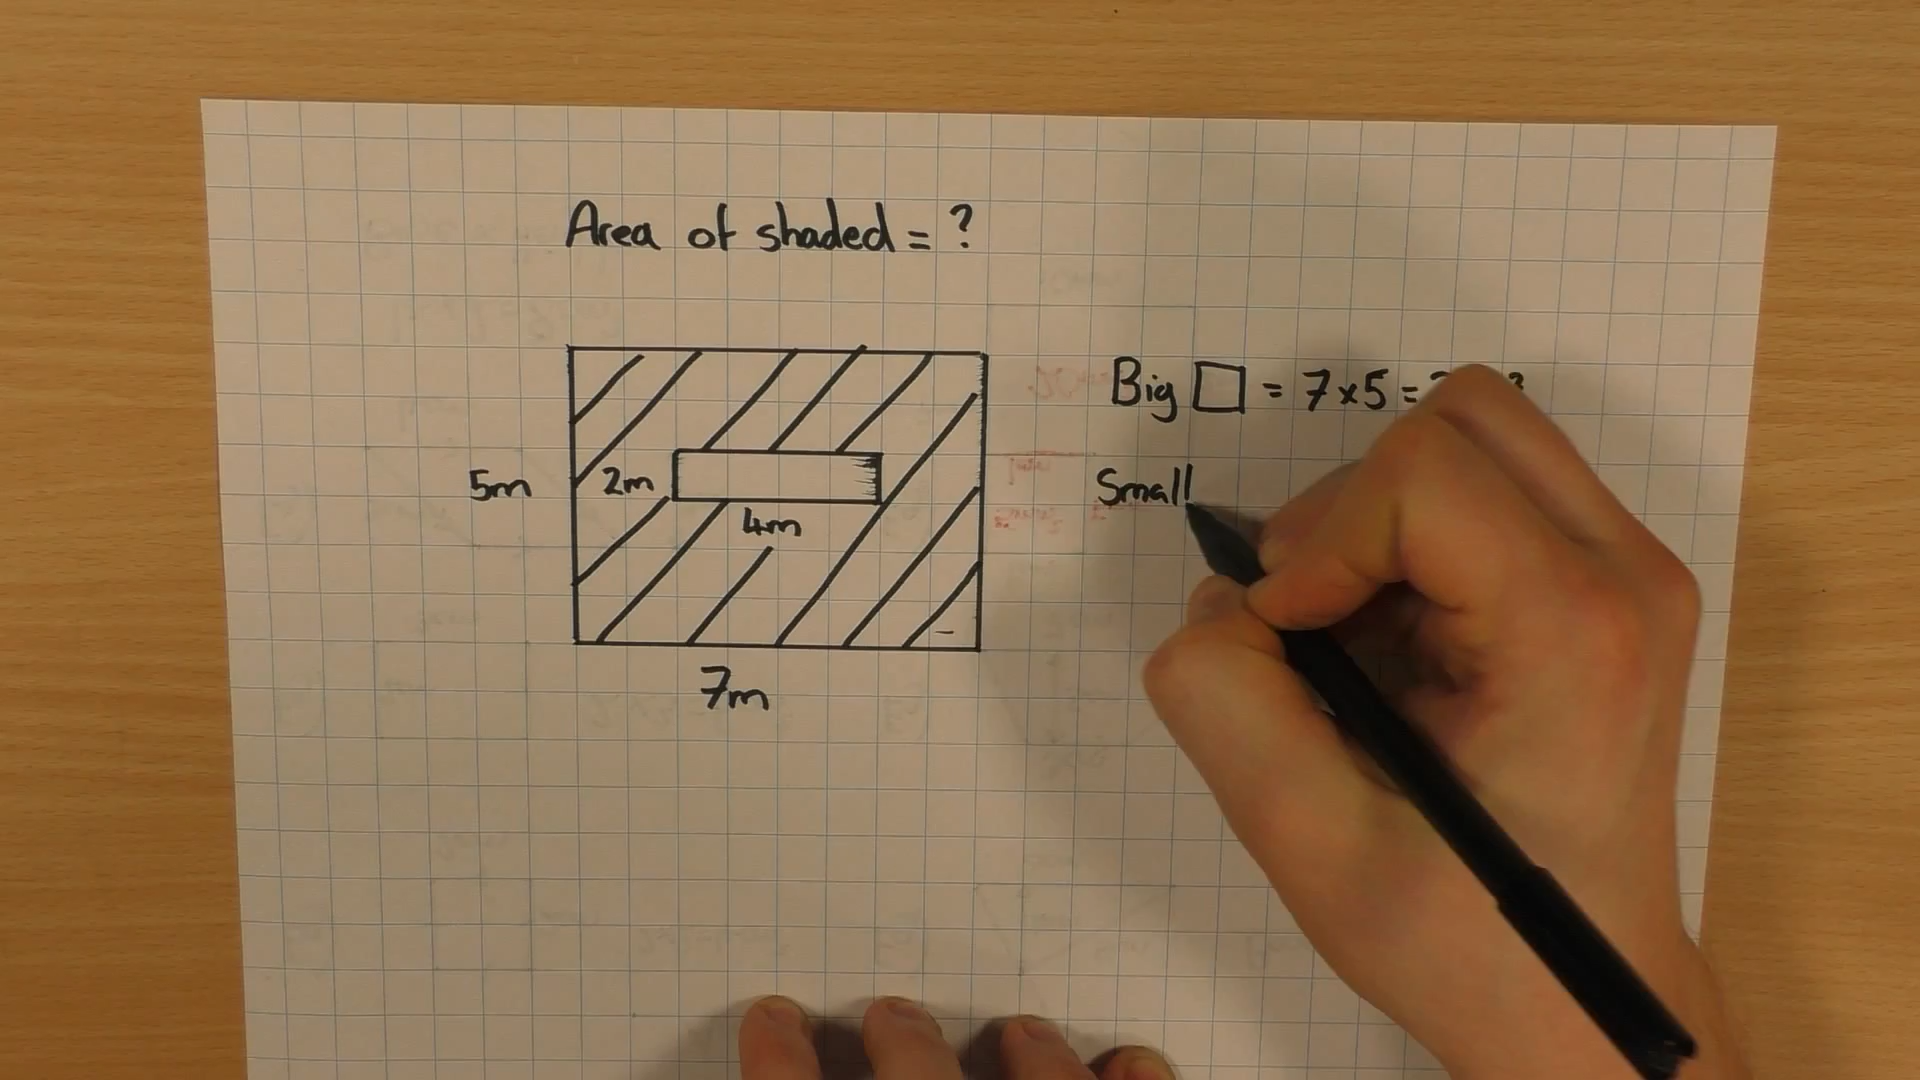 Area of shaded = ?
Big □ = 7×5 =
Small
5m
2m
4m
7m